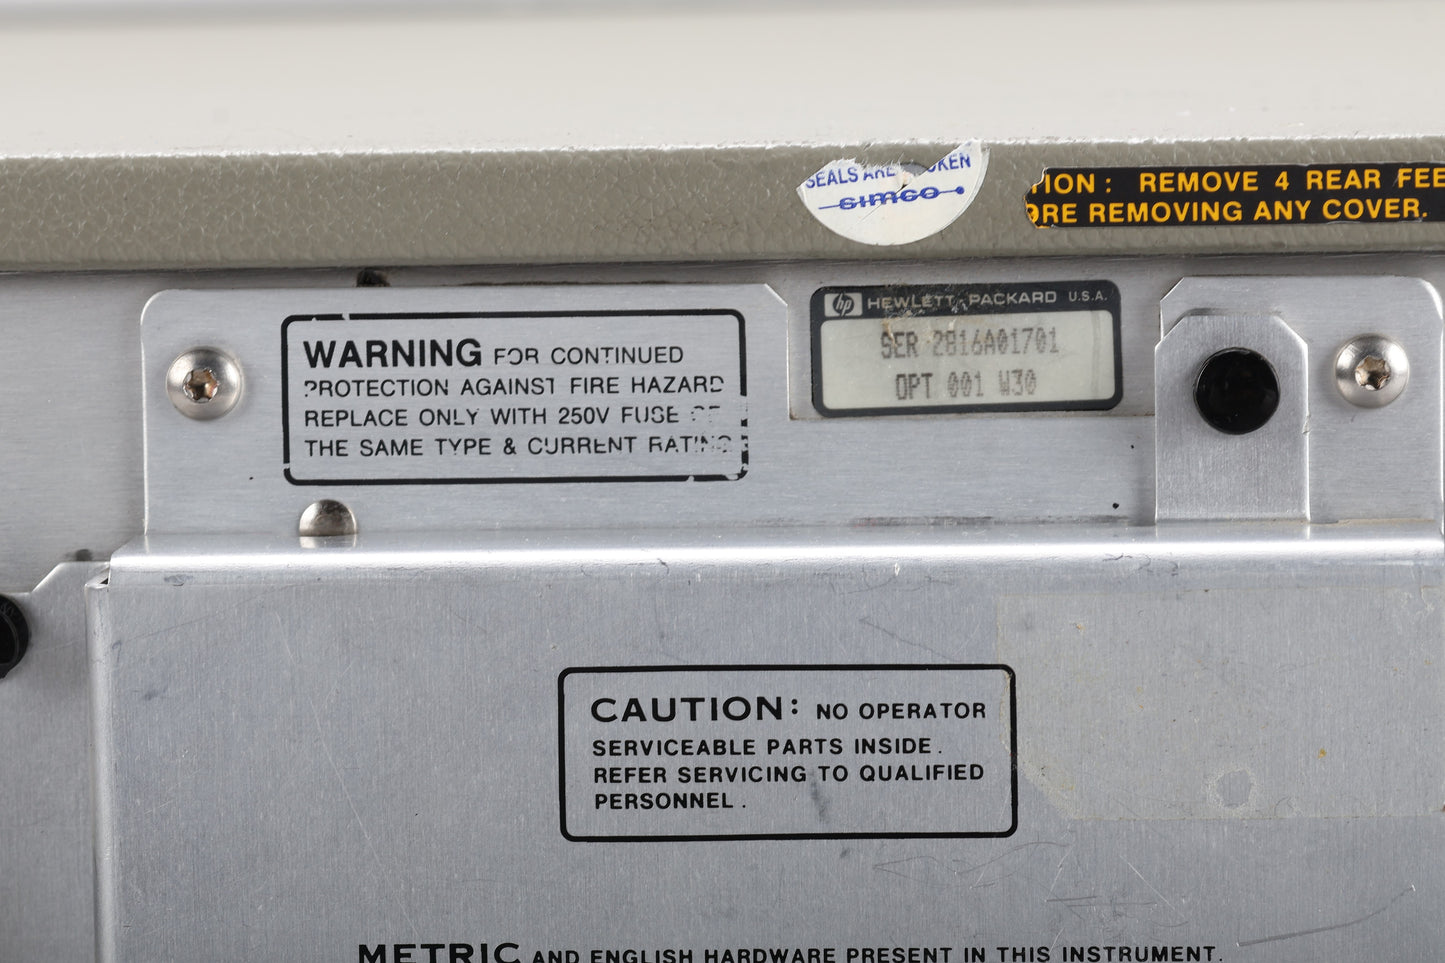 SEALS ARE
simco
TION : REMOVE 4 REAR FEE
ORE REMOVING ANY COVER.
hp HEWLETT-PACKARD U.S.A.
SER 2816A01701
OPT 001 W30
WARNING FOR CONTINUED
PROTECTION AGAINST FIRE HAZARD
REPLACE ONLY WITH 250V FUSE OF
THE SAME TYPE & CURRENT RATING
CAUTION: NO OPERATOR
SERVICEABLE PARTS INSIDE.
REFER SERVICING TO QUALIFIED
PERSONNEL.
METRIC AND ENGLISH HARDWARE PRESENT IN THIS INSTRUMENT.